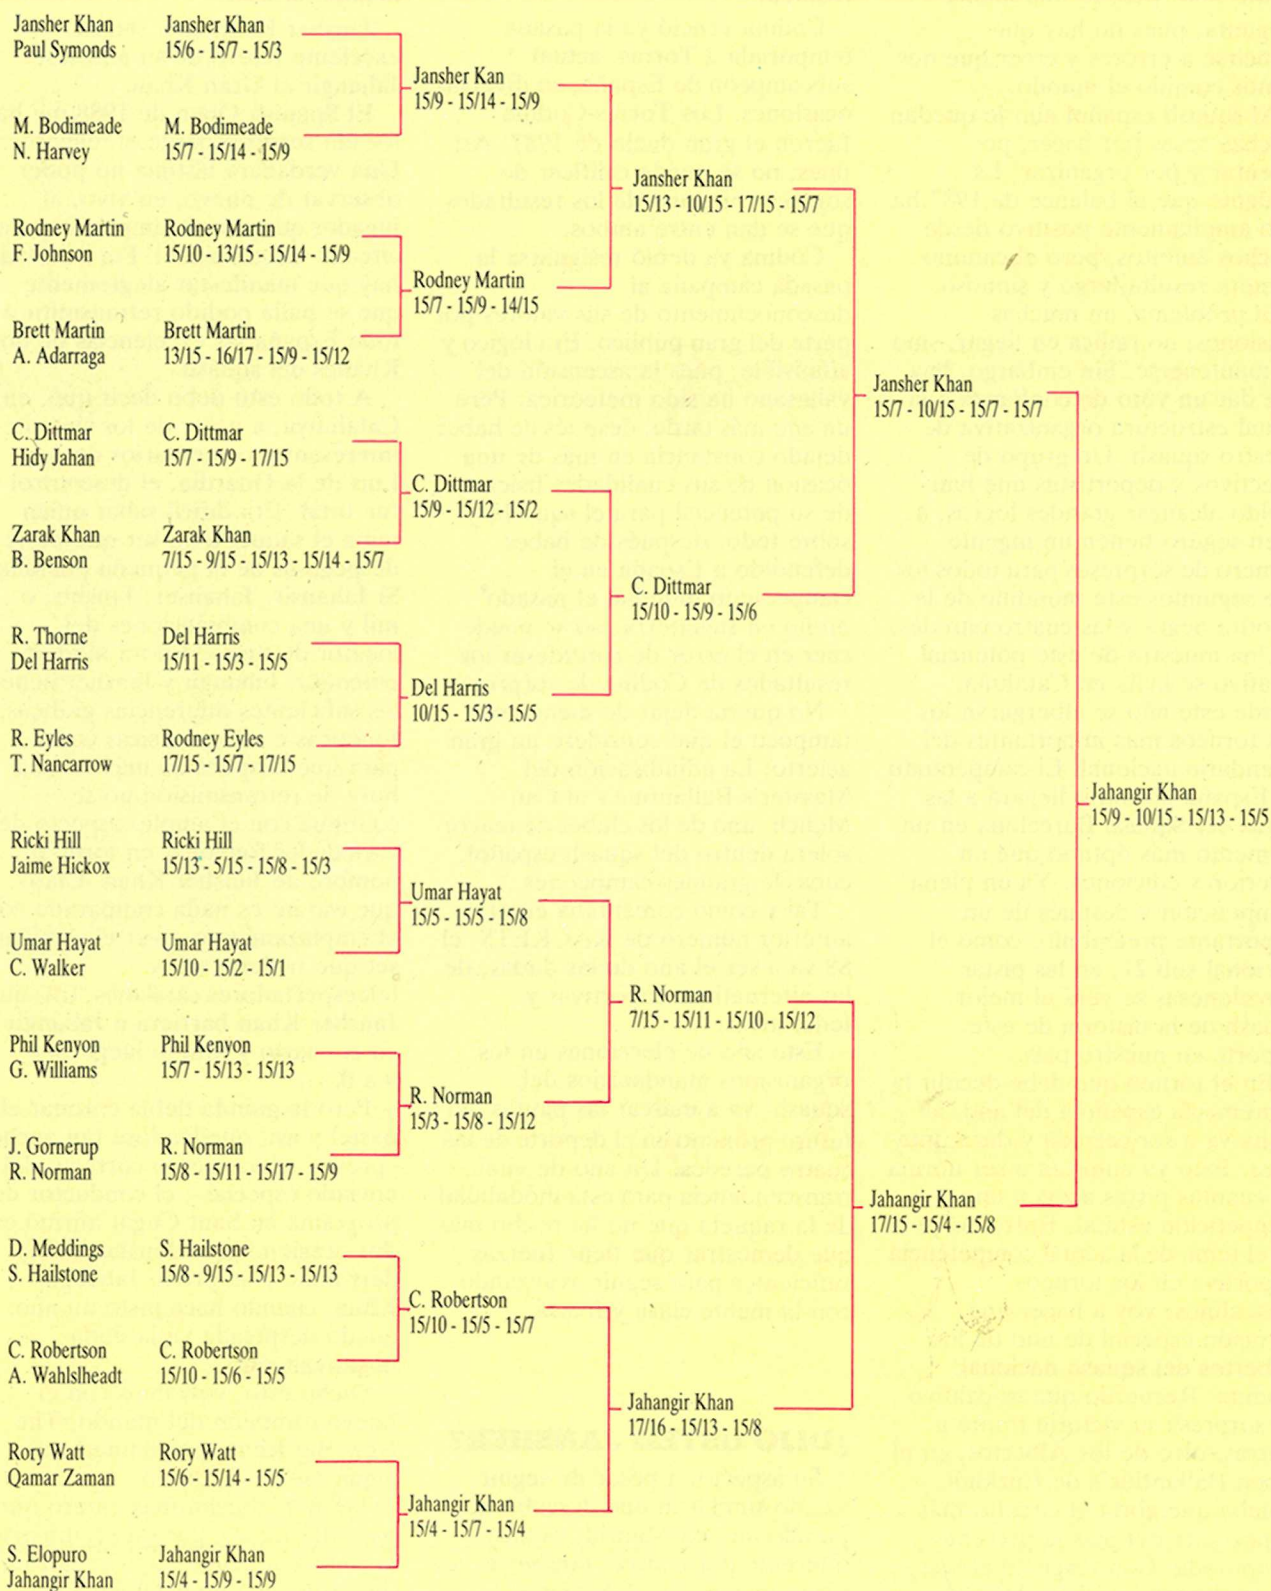 Jansher Khan
Paul Symonds
Jansher Khan
15/6 - 15/7 - 15/3
M. Bodimeade
N. Harvey
M. Bodimeade
15/7 - 15/14 - 15/9
Jansher Kan
15/9 - 15/14 - 15/9
Rodney Martin
F. Johnson
Rodney Martin
15/10 - 13/15 - 15/14 - 15/9
Brett Martin
A. Adarraga
Brett Martin
13/15 - 16/17 - 15/9 - 15/12
Rodney Martin
15/7 - 15/9 - 14/15
Jansher Khan
15/13 - 10/15 - 17/15 - 15/7
C. Dittmar
Hidy Jahan
C. Dittmar
15/7 - 15/9 - 17/15
Zarak Khan
B. Benson
Zarak Khan
7/15 - 9/15 - 15/13 - 15/14 - 15/7
C. Dittmar
15/9 - 15/12 - 15/2
R. Thorne
Del Harris
Del Harris
15/11 - 15/3 - 15/5
R. Eyles
T. Nancarrow
Rodney Eyles
17/15 - 15/7 - 17/15
Del Harris
10/15 - 15/3 - 15/5
C. Dittmar
15/10 - 15/9 - 15/6
Jansher Khan
15/7 - 10/15 - 15/7 - 15/7
Ricki Hill
Jaime Hickox
Ricki Hill
15/13 - 5/15 - 15/8 - 15/3
Umar Hayat
C. Walker
Umar Hayat
15/10 - 15/2 - 15/1
Umar Hayat
15/5 - 15/5 - 15/8
Phil Kenyon
G. Williams
Phil Kenyon
15/7 - 15/13 - 15/13
J. Gornerup
R. Norman
R. Norman
15/8 - 15/11 - 15/17 - 15/9
R. Norman
15/3 - 15/8 - 15/12
R. Norman
7/15 - 15/11 - 15/10 - 15/12
D. Meddings
S. Hailstone
S. Hailstone
15/8 - 9/15 - 15/13 - 15/13
C. Robertson
A. Wahlslheadt
C. Robertson
15/10 - 15/6 - 15/5
C. Robertson
15/10 - 15/5 - 15/7
Rory Watt
Qamar Zaman
Rory Watt
15/6 - 15/14 - 15/5
S. Elopuro
Jahangir Khan
Jahangir Khan
15/4 - 15/9 - 15/9
Jahangir Khan
15/4 - 15/7 - 15/4
Jahangir Khan
17/16 - 15/13 - 15/8
Jahangir Khan
17/15 - 15/4 - 15/8
Jahangir Khan
15/9 - 10/15 - 15/13 - 15/5